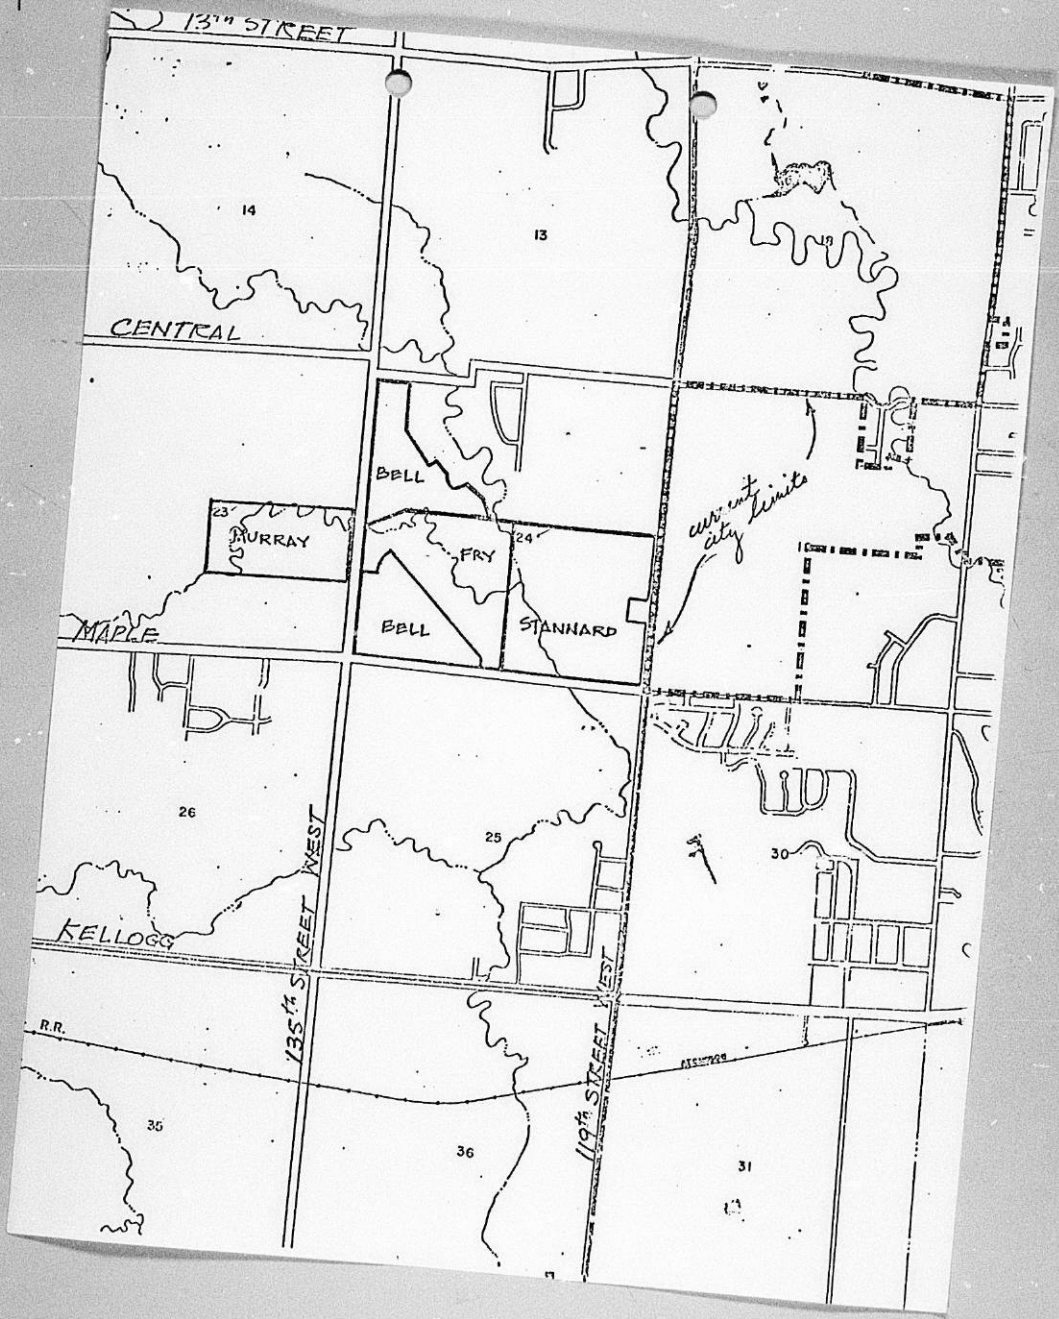 13TH STREET
14
13
18
CENTRAL
BELL
23
MURRAY
24
FRY
current
city limits
BELL
STANNARD
MAPLE
26
25
30
135th STREET WEST
KELLOGG
119th STREET WEST
R.R.
35
36
31